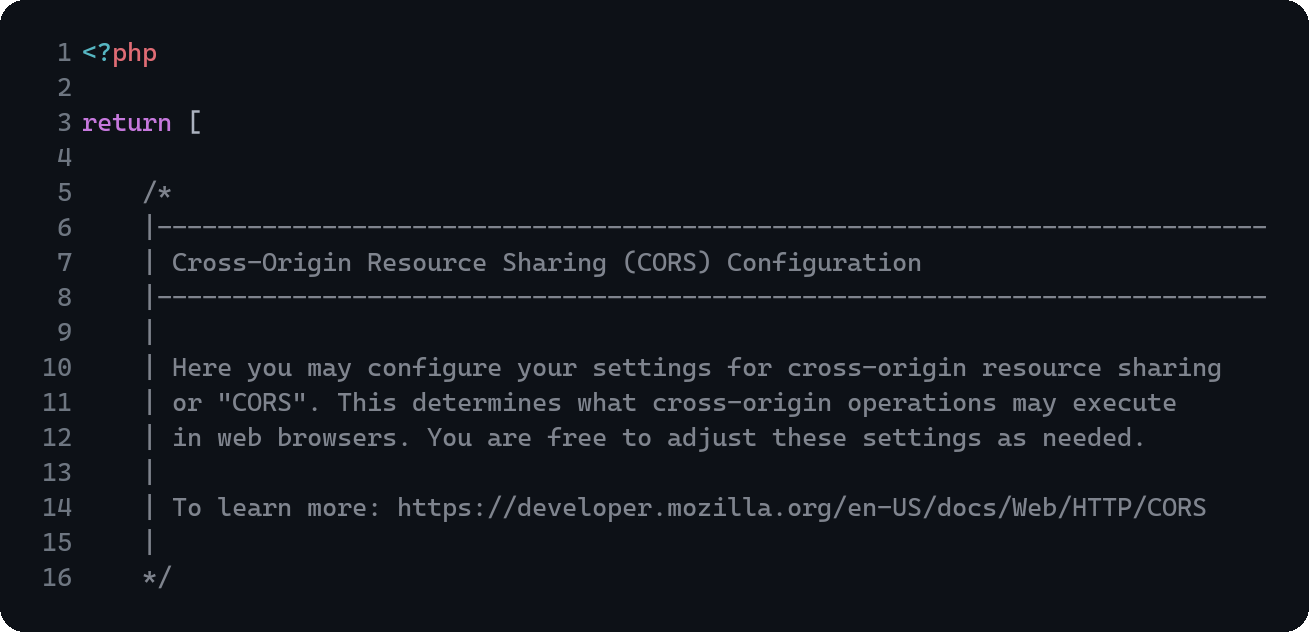 1 <?php
2
3 return [
4
5     /*
6     |--------------------------------------------------------------------------
7     | Cross-Origin Resource Sharing (CORS) Configuration
8     |--------------------------------------------------------------------------
9     |
10     | Here you may configure your settings for cross-origin resource sharing
11     | or "CORS". This determines what cross-origin operations may execute
12     | in web browsers. You are free to adjust these settings as needed.
13     |
14     | To learn more: https://developer.mozilla.org/en-US/docs/Web/HTTP/CORS
15     |
16     */